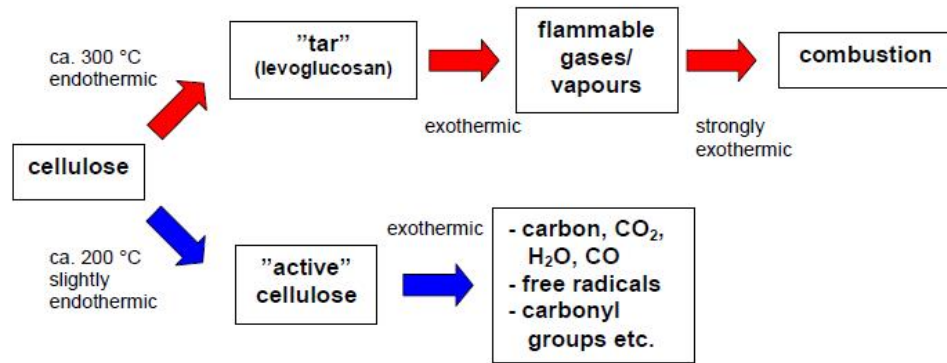 ca. 300 °C
endothermic
”tar”
(levoglucosan)
exothermic
flammable
gases/
vapours
strongly
exothermic
combustion
cellulose
ca. 200 °C
slightly
endothermic
”active”
cellulose
exothermic
- carbon, CO₂,
H₂O, CO
- free radicals
- carbonyl
groups etc.